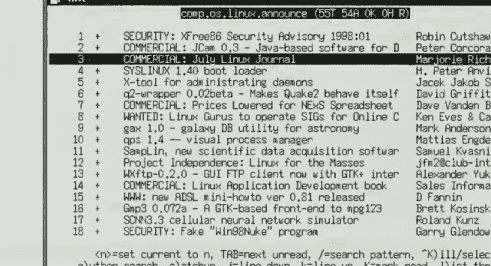 comp.os.linux.announce (55T 54A 0K 0H R)
1 + SECURITY: XFree86 Security Advisory 1998:01 Robin Cutshaw
2 + COMMERCIAL: JCam 0.3 - Java-based software for D Peter Corcora
3 + COMMERCIAL: July Linux Journal Marjorie Rich
4 + SYSLINUX 1.40 boot loader H. Peter Anvi
5 + X-tool for administrating daemons Jacek Jakob S
6 + q2-wrapper 0.02beta - Makes Quake2 behave itself David Griffit
7 + COMMERCIAL: Prices Lowered for NExS Spreadsheet Dave Vanden B
8 + WANTED: Linux Gurus to operate SIGs for Online C Ken Eves & Ca
9 + gax 1.0 - galaxy DB utility for astronomy Mark Anderson
10 + qps 1.4 -- visual process manager Mattias Engde
11 + SampLin, new scientific data acquisition softwar Samuel Kvasni
12 + Project Independence: Linux for the Masses jfm2@club-int
13 + WXftp-0.2.0 - GUI FTP client now with GTK+ inter Alexander Yuk
14 + COMMERCIAL: Linux Application Development book Sales Informa
15 + WWW: new ADSL mini-howto ver 0.81 released D Fannin
16 + Gmp3 0.072a - A GTK-based front-end to mpg123 Brett Kosinsk
17 + SCNN3.3 cellular neural network simulator Roland Kunz
18 + SECURITY: Fake "Win98Nuke" program Garry Glendow
<n>=set current to n, TAB=next unread, /=search pattern, ^K)ill/selec